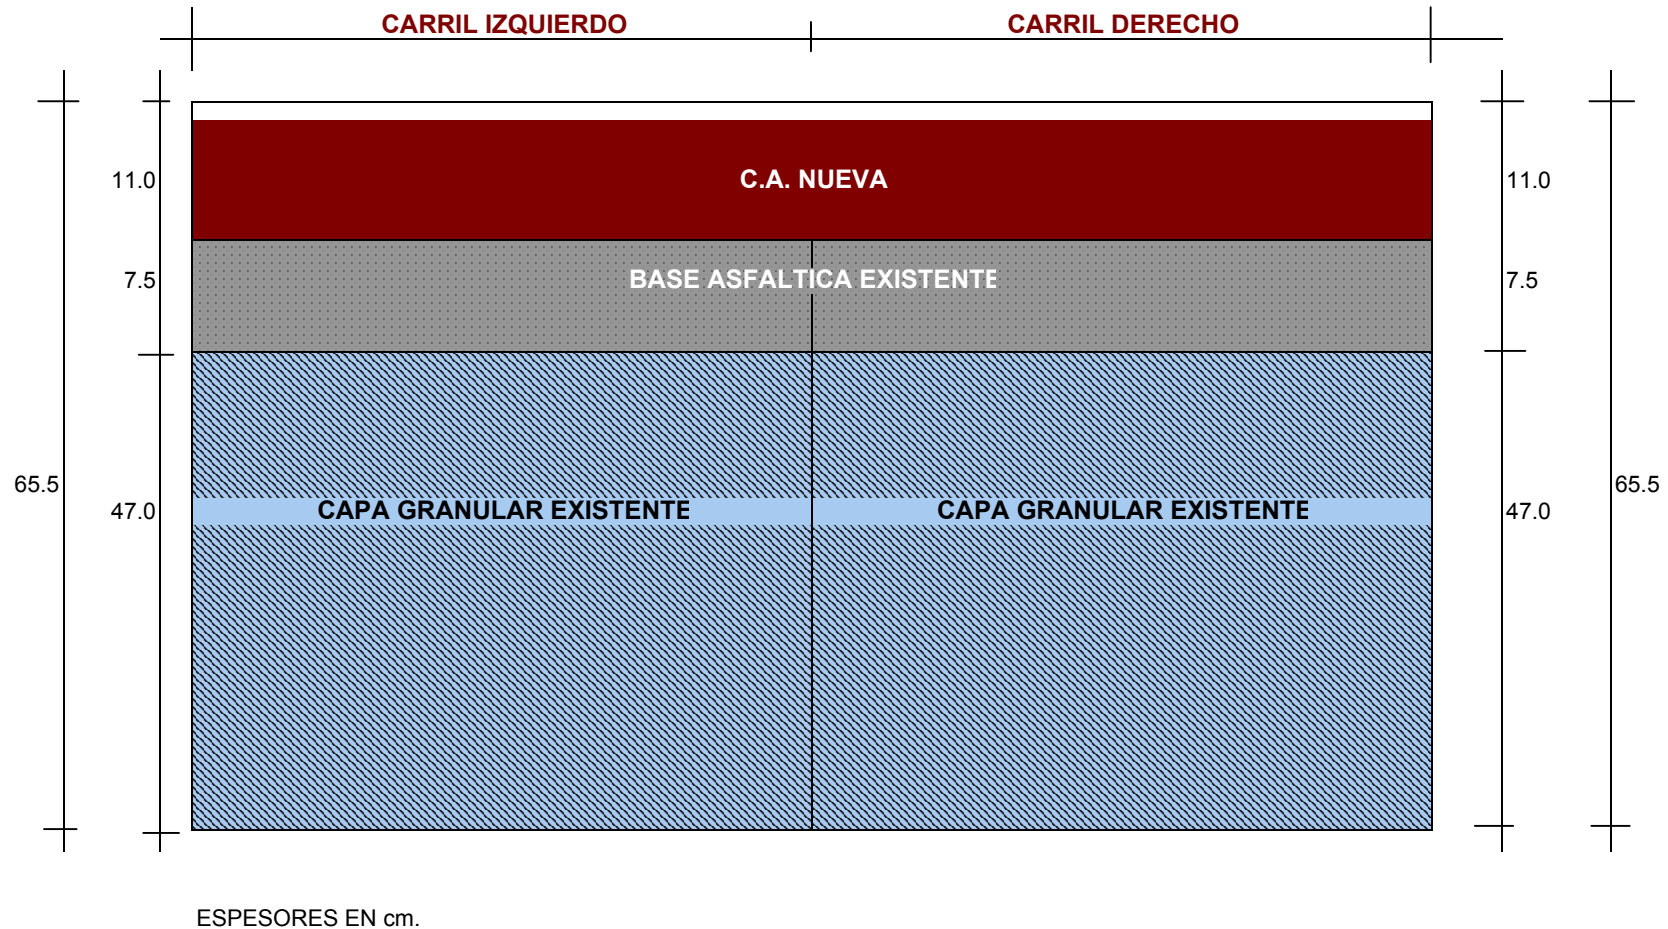 CARRIL IZQUIERDO CARRIL DERECHO
11.0 C.A. NUEVA 11.0
7.5 BASE ASFALTICA EXISTENTE 7.5
65.5 65.5
47.0 CAPA GRANULAR EXISTENTE CAPA GRANULAR EXISTENTE 47.0
ESPESORES EN cm.